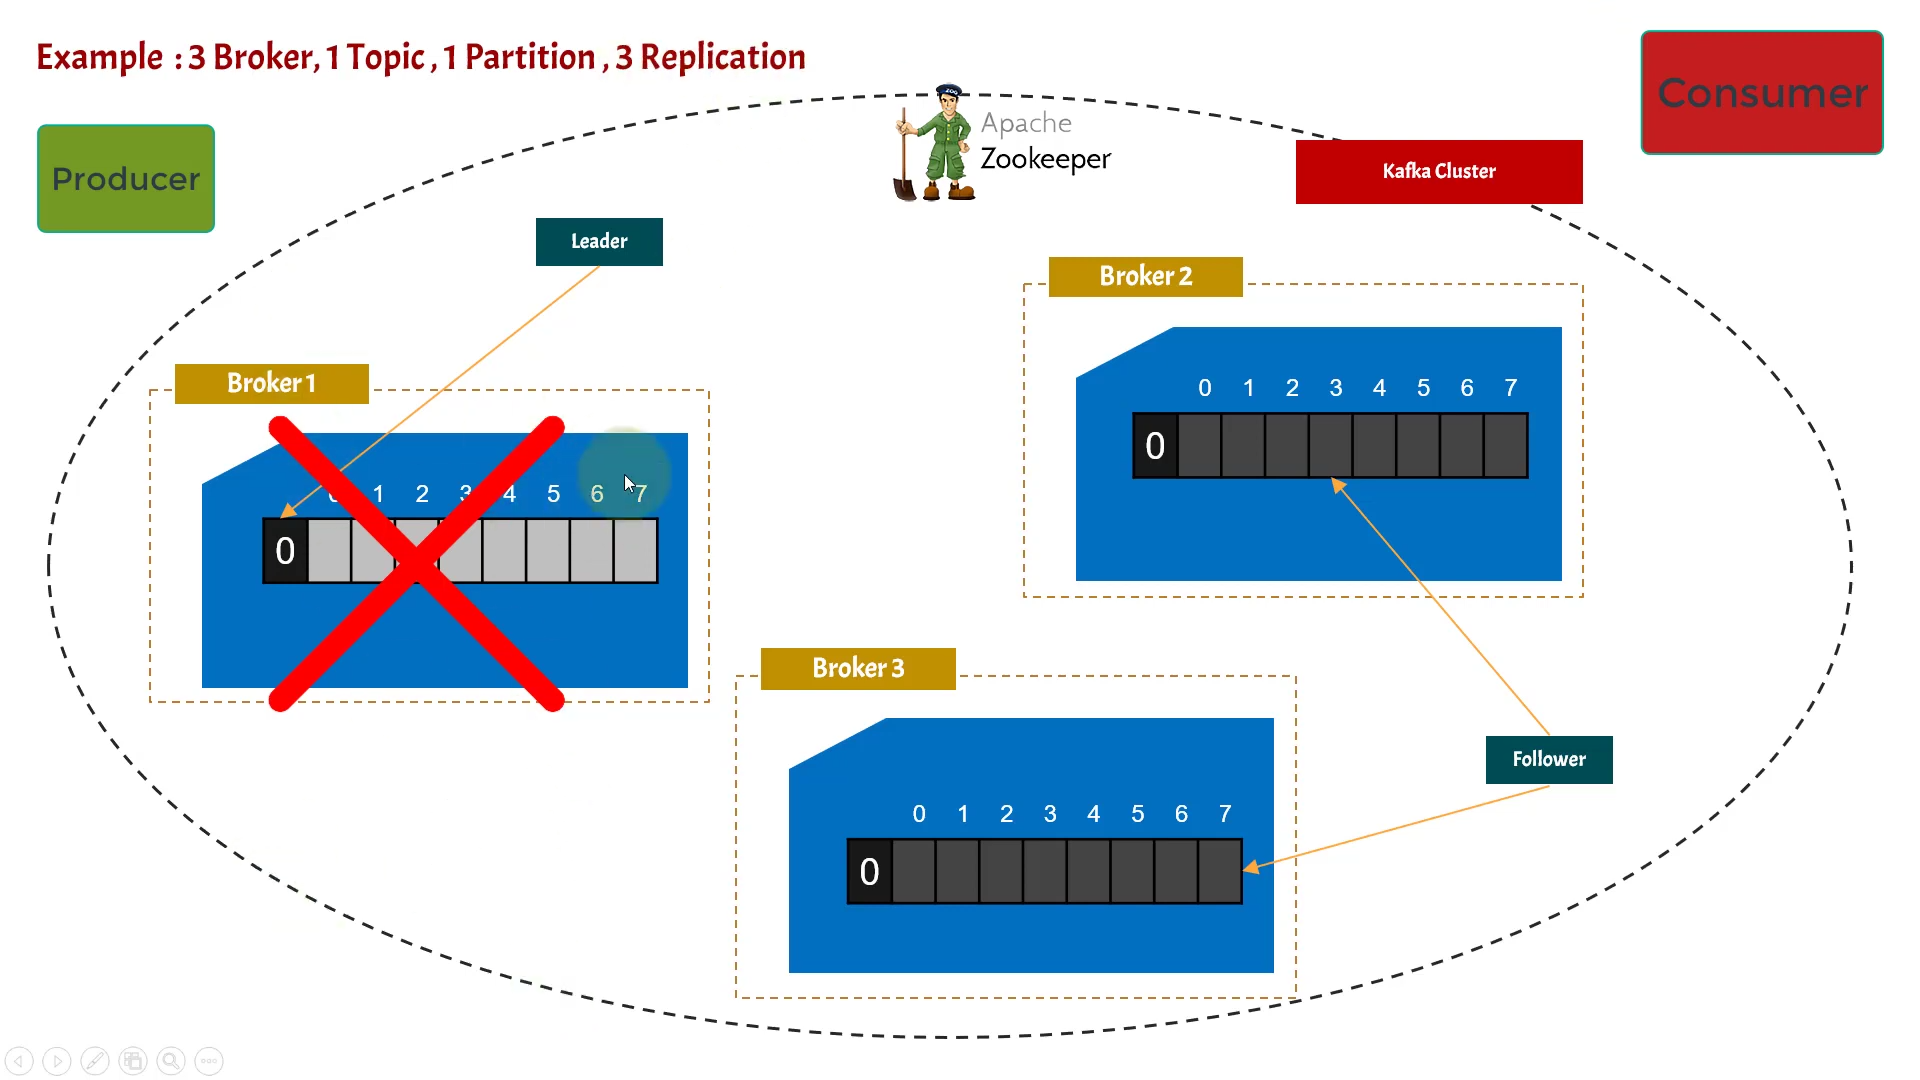 Example : 3 Broker, 1 Topic , 1 Partition , 3 Replication
Consumer
Producer
ZOO
Apache
Zookeeper
Kafka Cluster
Leader
Broker 2
0 1 2 3 4 5 6 7
0
Broker 1
0 1 2 3 4 5 6 7
0
Broker 3
Follower
0 1 2 3 4 5 6 7
0